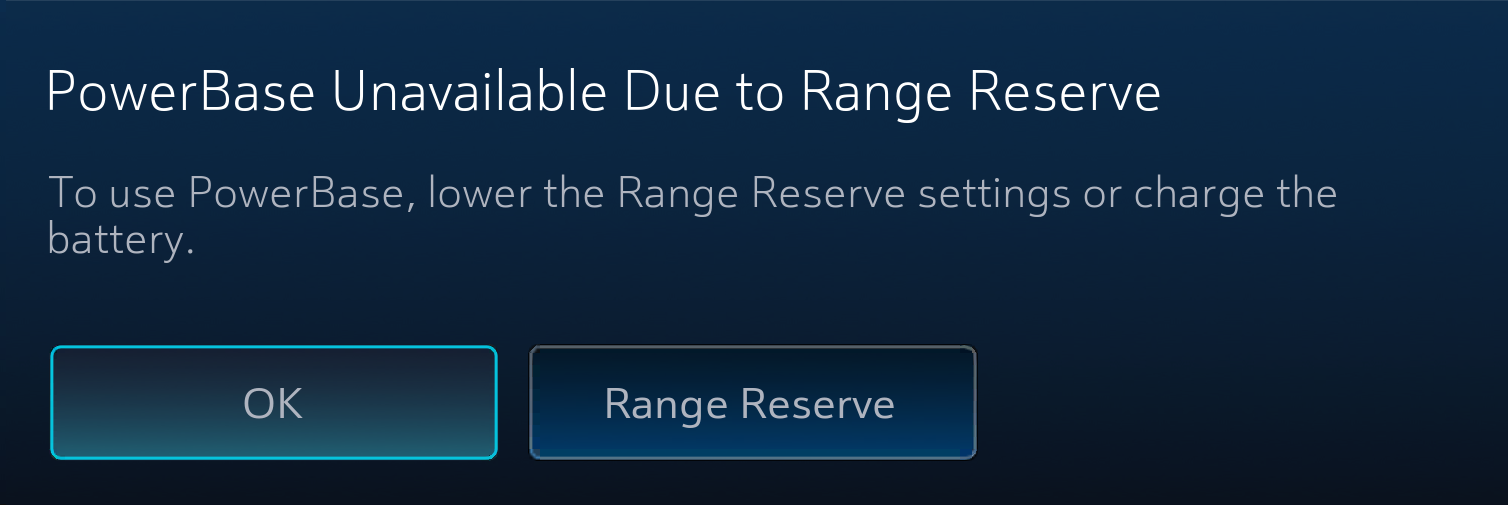 PowerBase Unavailable Due to Range Reserve
To use PowerBase, lower the Range Reserve settings or charge the
battery.
OK
Range Reserve